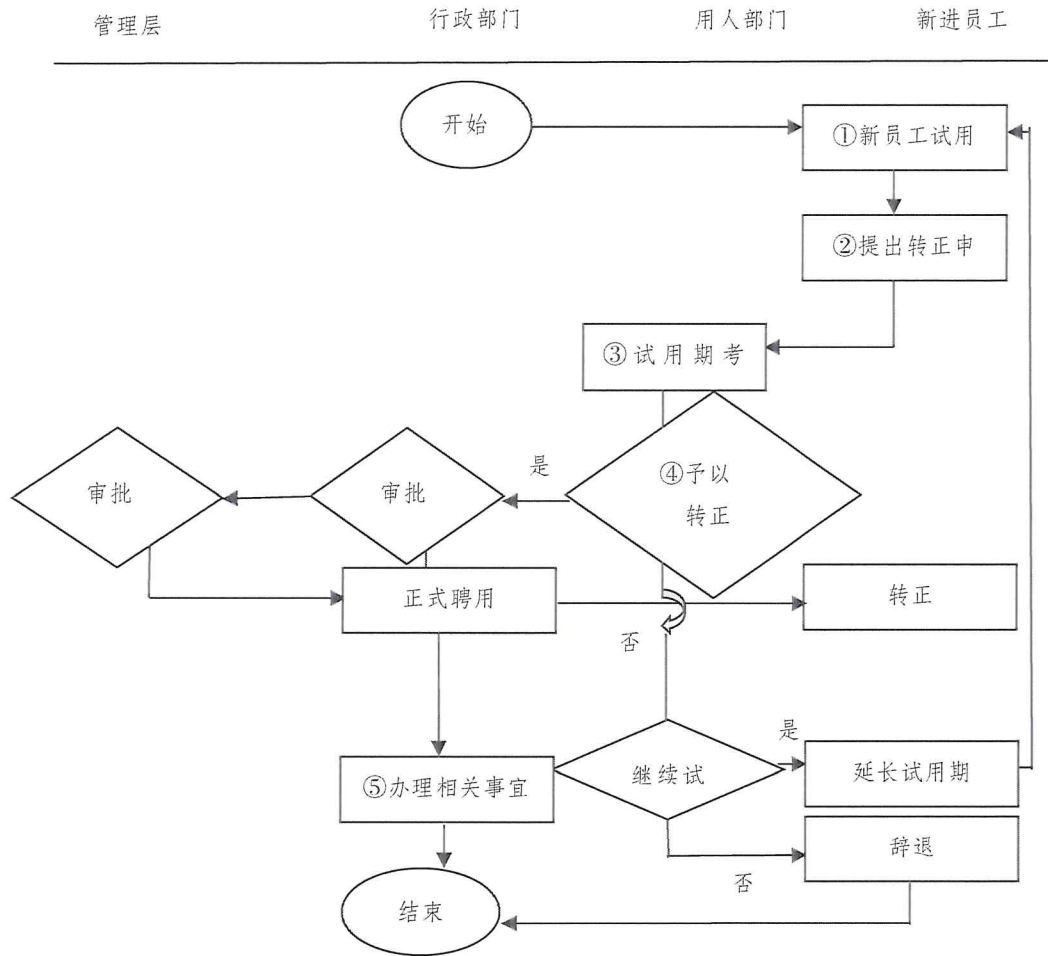 管理层 行政部门 用人部门 新进员工
开始
①新员工试用
②提出转正申
③试用期考
④予以
转正
是
审批
审批
正式聘用
转正
否
继续试
是
延长试用期
⑤办理相关事宜
辞退
否
结束